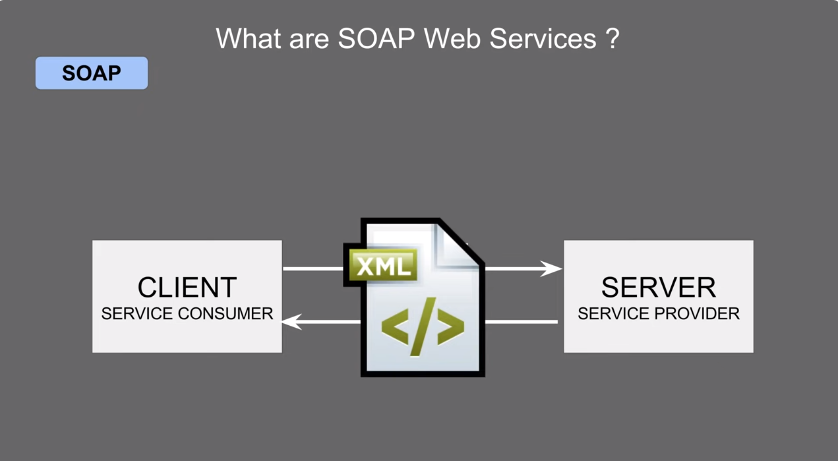 What are SOAP Web Services ?
SOAP
CLIENT
SERVICE CONSUMER
XML
</>
SERVER
SERVICE PROVIDER